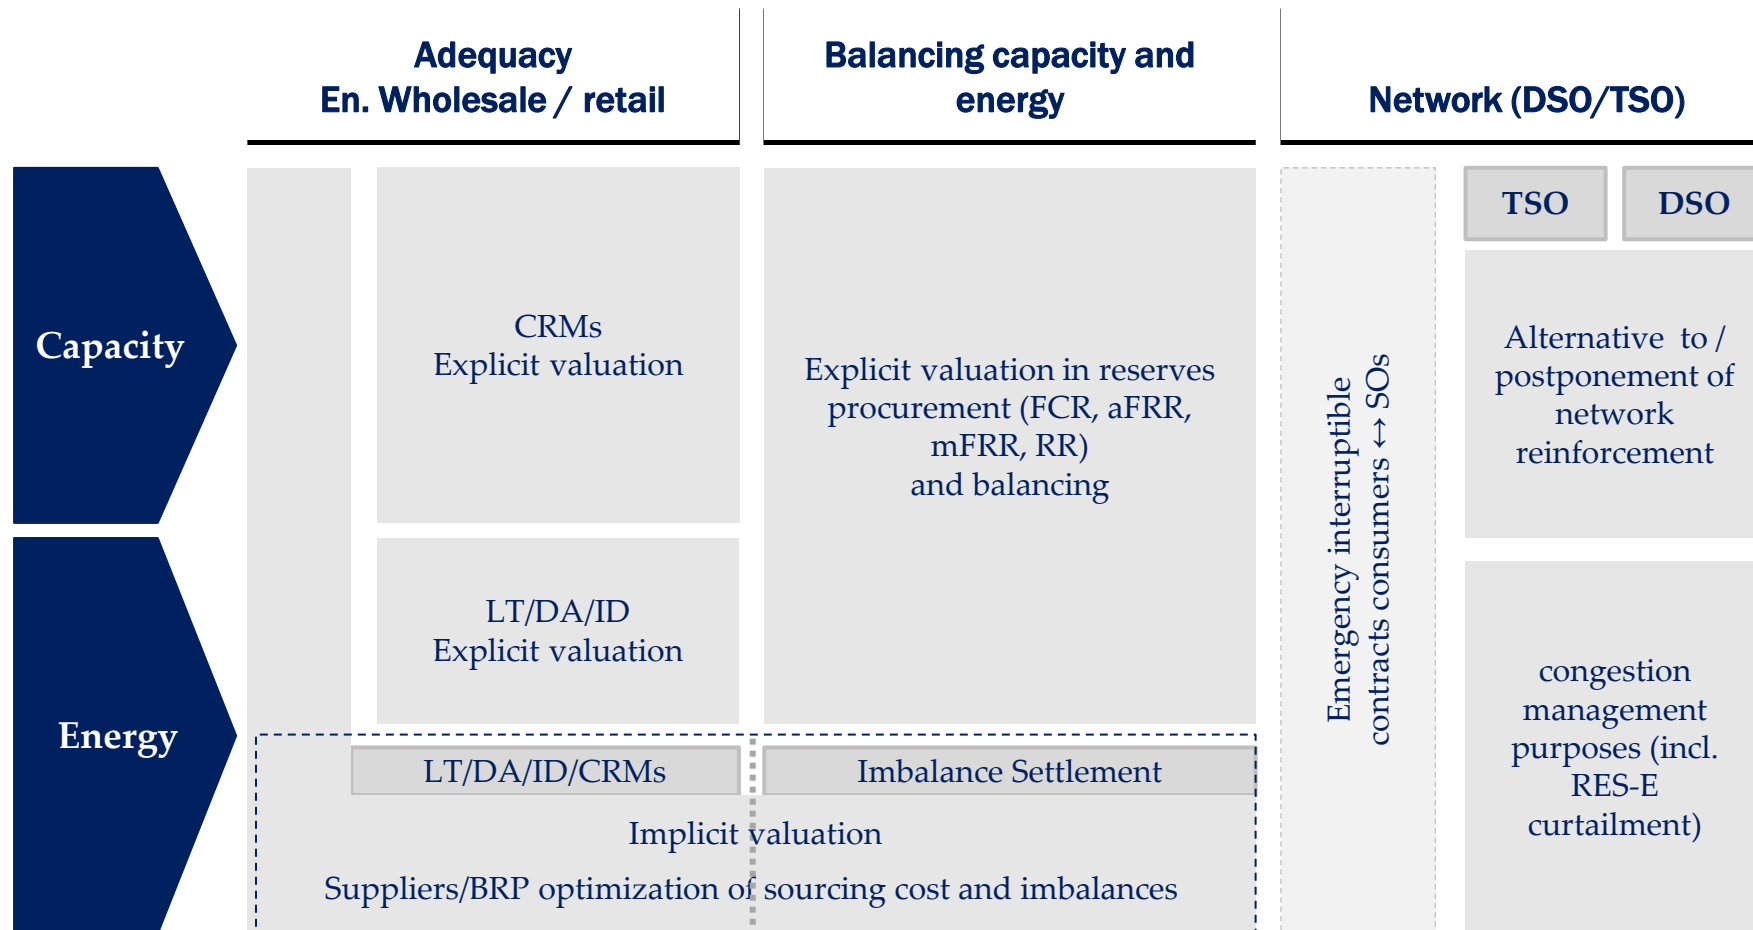 Adequacy
En. Wholesale / retail
Balancing capacity and
energy
Network (DSO/TSO)
Capacity
CRMs
Explicit valuation
Explicit valuation in reserves
procurement (FCR, aFRR,
mFRR, RR)
and balancing
Emergency interruptible
contracts consumers ↔ SOs
TSO
DSO
Alternative to /
postponement of
network
reinforcement
Energy
LT/DA/ID
Explicit valuation
LT/DA/ID/CRMs
Imbalance Settlement
Implicit valuation
Suppliers/BRP optimization of sourcing cost and imbalances
congestion
management
purposes (incl.
RES-E
curtailment)